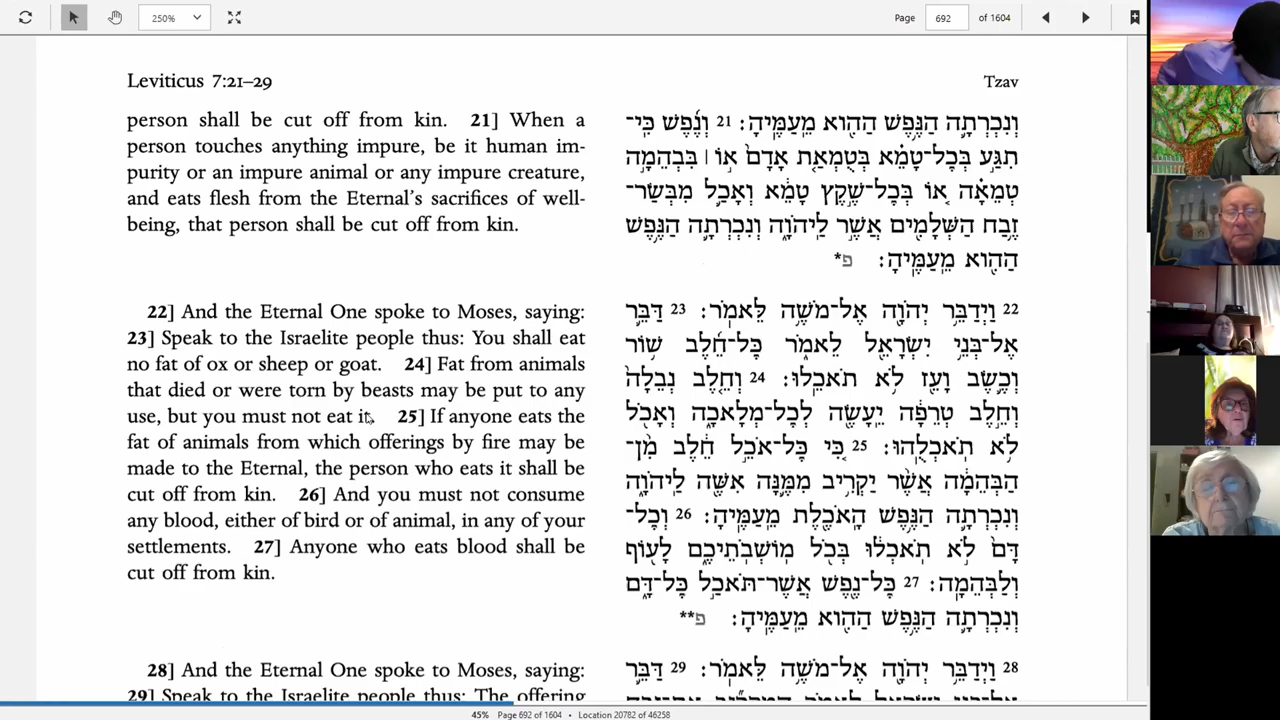 250%
Page 692 of 1604
Leviticus 7:21–29
Tzav
person shall be cut off from kin. 21] When a
person touches anything impure, be it human im-
purity or an impure animal or any impure creature,
and eats flesh from the Eternal’s sacrifices of well-
being, that person shall be cut off from kin.
22] And the Eternal One spoke to Moses, saying:
23] Speak to the Israelite people thus: You shall eat
no fat of ox or sheep or goat. 24] Fat from animals
that died or were torn by beasts may be put to any
use, but you must not eat it. 25] If anyone eats the
fat of animals from which offerings by fire may be
made to the Eternal, the person who eats it shall be
cut off from kin. 26] And you must not consume
any blood, either of bird or of animal, in any of your
settlements. 27] Anyone who eats blood shall be
cut off from kin.
28] And the Eternal One spoke to Moses, saying:
29] Speak to the Israelite people thus: The offering
וְנִכְרְתָ֛ה הַנֶּ֥פֶשׁ הַהִ֖וא מֵעַמֶּֽיהָ׃ 21 וְנֶ֜פֶשׁ כִּֽי־
תִגַּ֣ע בְּכׇל־טָמֵ֗א בְּטֻמְאַ֤ת אָדָם֙ א֣וֹ ׀ בִּבְהֵמָ֣ה
טְמֵאָ֗ה א֚וֹ בְּכׇל־שֶׁ֣קֶץ טָמֵ֔א וְאָכַ֛ל מִבְּשַׂר־
זֶ֥בַח הַשְּׁלָמִ֖ים אֲשֶׁ֣ר לַיהֹוָ֑ה וְנִכְרְתָ֛ה הַנֶּ֥פֶשׁ
הַהִ֖וא מֵעַמֶּֽיהָ׃ פ*
22 וַיְדַבֵּ֥ר יְהֹוָ֖ה אֶל־מֹשֶׁ֥ה לֵּאמֹֽר׃ 23 דַּבֵּ֛ר
אֶל־בְּנֵ֥י יִשְׂרָאֵ֖ל לֵאמֹ֑ר כׇּל־חֵ֜לֶב שׁ֥וֹר
וְכֶ֛שֶׂב וָעֵ֖ז לֹ֥א תֹאכֵֽלוּ׃ 24 וְחֵ֤לֶב נְבֵלָה֙
וְחֵ֣לֶב טְרֵפָ֔ה יֵעָשֶׂ֖ה לְכׇל־מְלָאכָ֑ה וְאָכֹ֖ל
לֹ֥א תֹאכְלֻֽהוּ׃ 25 כִּ֚י כׇּל־אֹכֵ֣ל חֵ֔לֶב מִן־
הַ֨בְּהֵמָ֔ה אֲשֶׁ֨ר יַקְרִ֥יב מִמֶּ֛נָּה אִשֶּׁ֖ה לַיהֹוָ֑ה
וְנִכְרְתָ֛ה הַנֶּ֥פֶשׁ הָאֹכֶ֖לֶת מֵֽעַמֶּֽיהָ׃ 26 וְכׇל־
דָּם֙ לֹ֣א תֹאכְל֔וּ בְּכֹ֖ל מוֹשְׁבֹתֵיכֶ֑ם לָע֖וֹף
וְלַבְּהֵמָֽה׃ 27 כׇּל־נֶ֖פֶשׁ אֲשֶׁר־תֹּאכַ֣ל כׇּל־דָּ֑ם
וְנִכְרְתָ֛ה הַנֶּ֥פֶשׁ הַהִ֖וא מֵֽעַמֶּֽיהָ׃ פ**
28 וַיְדַבֵּ֥ר יְהֹוָ֖ה אֶל־מֹשֶׁ֥ה לֵּאמֹֽר׃ 29 דַּבֵּ֛ר
45% Page 692 of 1604 • Location 20782 of 46258